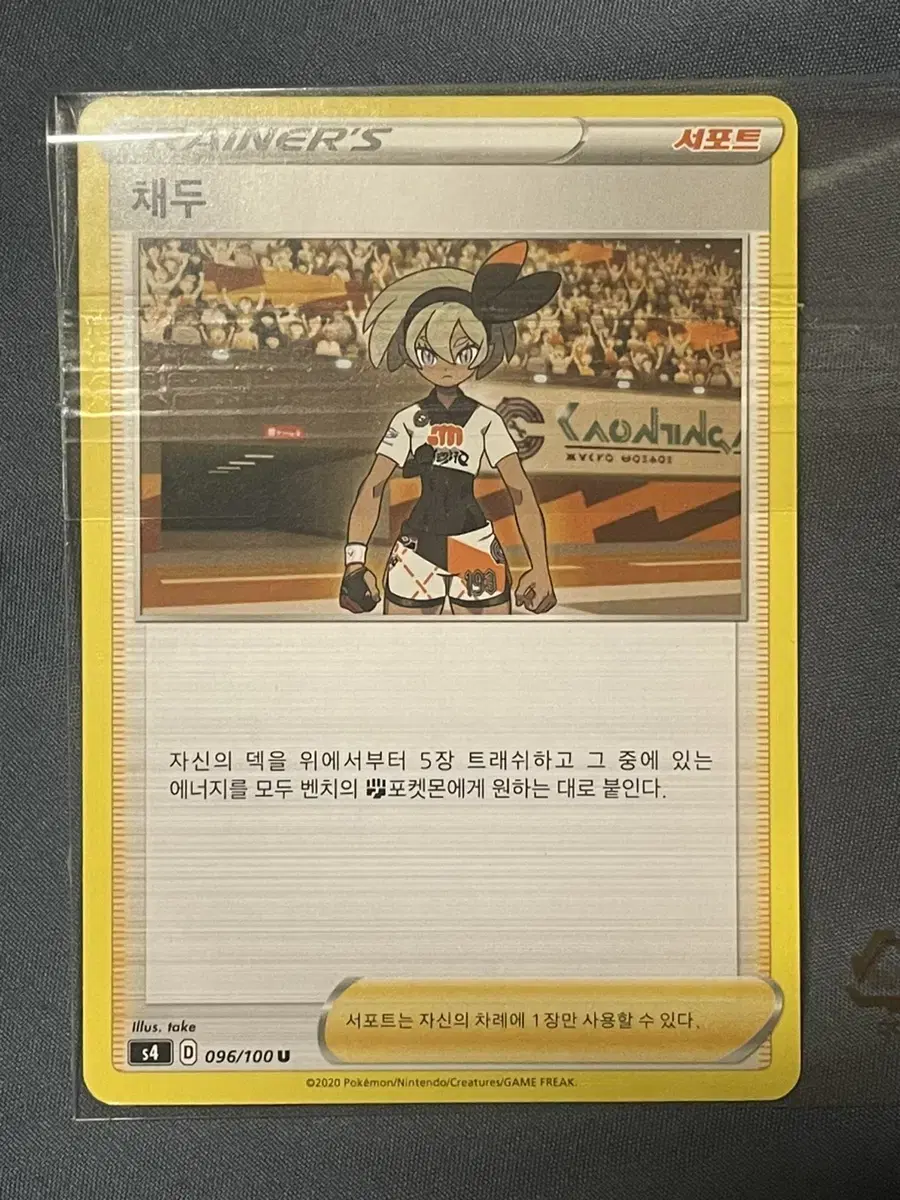 TRAINER'S
서포트
채두
193
자신의 덱을 위에서부터 5장 트래쉬하고 그 중에 있는
에너지를 모두 벤치의 포켓몬에게 원하는 대로 붙인다.
서포트는 자신의 차례에 1장만 사용할 수 있다.
Illus. take
s4 D 096/100 U
©2020 Pokémon/Nintendo/Creatures/GAME FREAK.